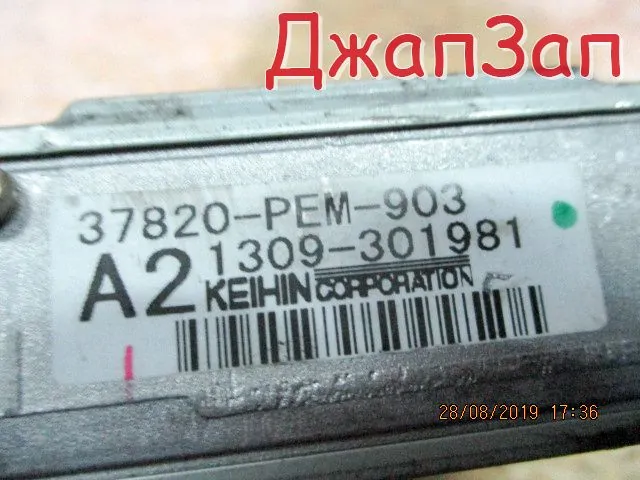 ДжапЗап
37820-PEM-903
A2 1309-301981
KEIHIN CORPORATION
28/08/2019 17:36